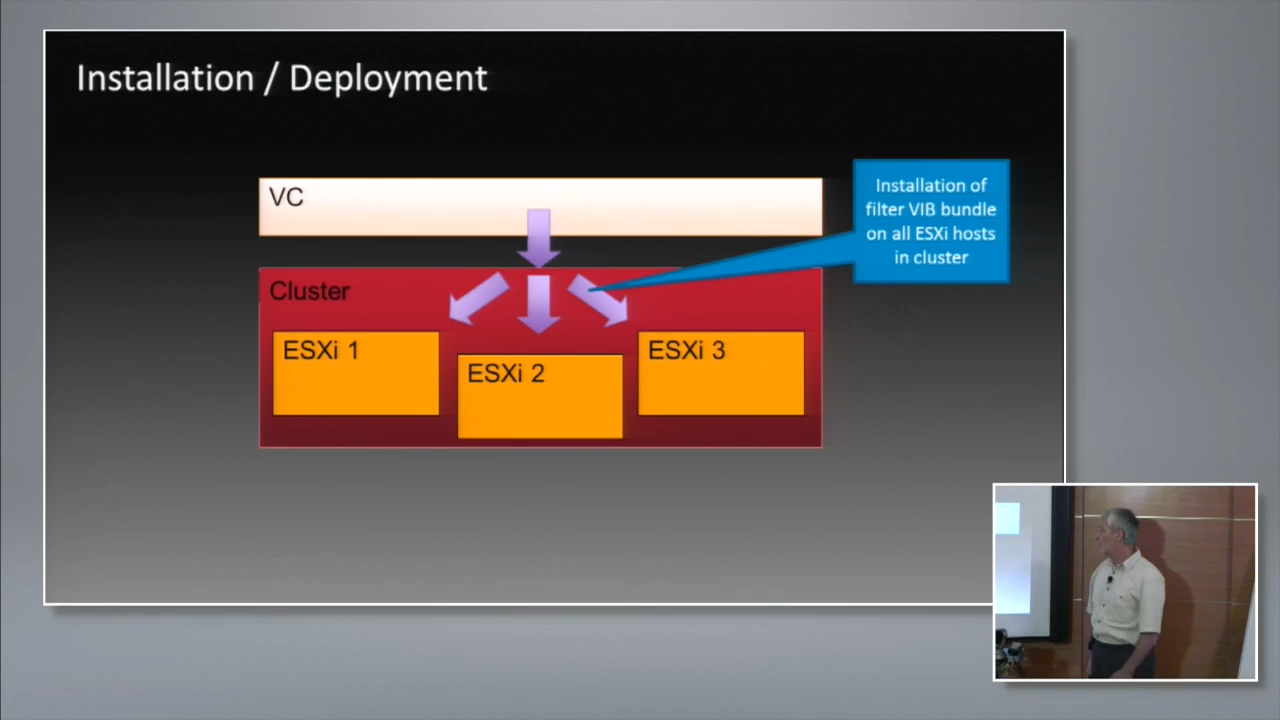 Installation / Deployment
VC
Installation of
filter VIB bundle
on all ESXi hosts
in cluster
Cluster
ESXi 1
ESXi 2
ESXi 3